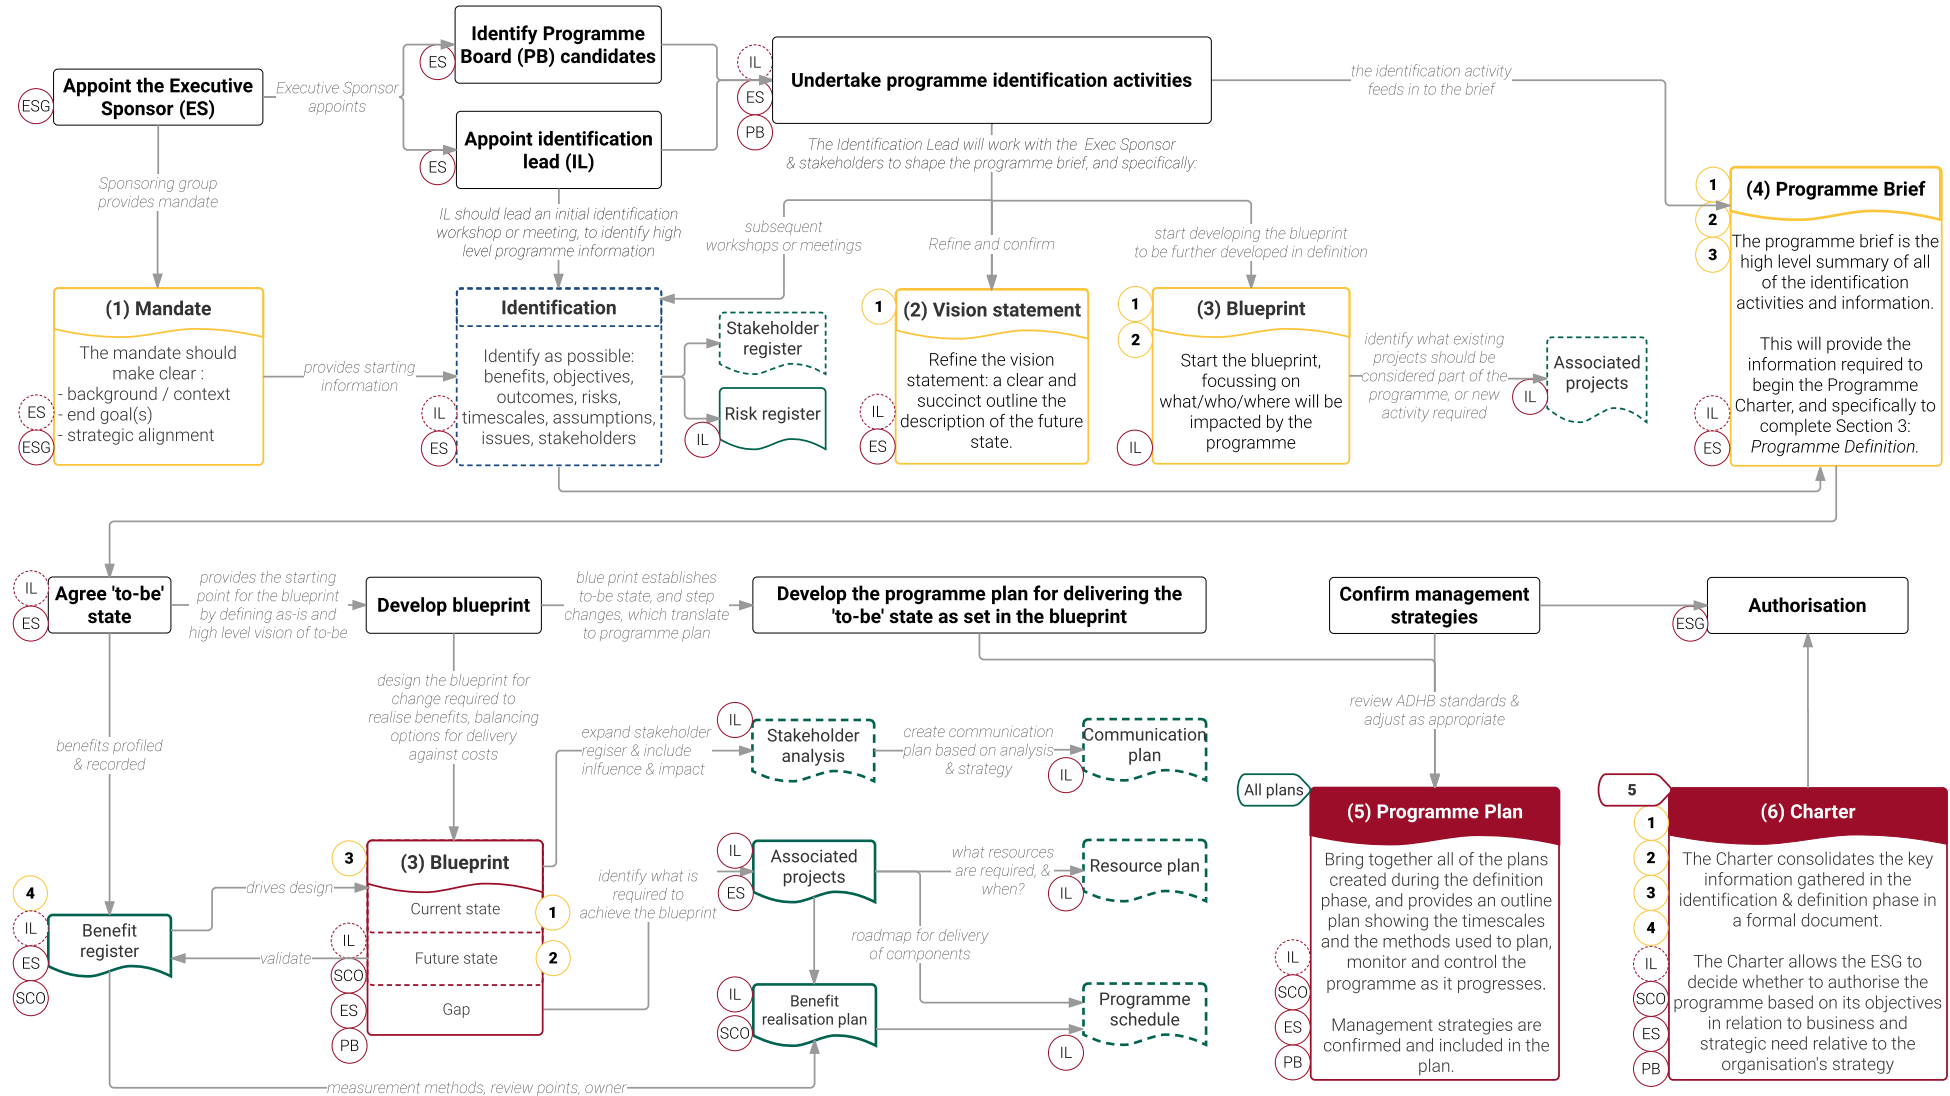 Appoint the Executive
Sponsor (ES)
ESG
Executive Sponsor
appoints
Identify Programme
Board (PB) candidates
ES
Appoint identification
lead (IL)
ES
IL
ES
PB
Undertake programme identification activities
the identification activity
feeds in to the brief
The Identification Lead will work with the Exec Sponsor
& stakeholders to shape the programme brief, and specifically:
Sponsoring group
provides mandate
IL should lead an initial identification
workshop or meeting, to identify high
level programme information
subsequent
workshops or meetings
Refine and confirm
start developing the blueprint
to be further developed in definition
(1) Mandate
The mandate should
make clear :
- background / context
- end goal(s)
- strategic alignment
ES
ESG
provides starting
information
Identification
Identify as possible:
benefits, objectives,
outcomes, risks,
timescales, assumptions,
issues, stakeholders
IL
ES
Stakeholder
register
Risk register
IL
1
(2) Vision statement
Refine the vision
statement: a clear and
succinct outline the
description of the future
state.
IL
ES
1
2
(3) Blueprint
Start the blueprint,
focussing on
what/who/where will be
impacted by the
programme
IL
identify what existing
projects should be
considered part of the
programme, or new
activity required
Associated
projects
IL
1
2
3
(4) Programme Brief
The programme brief is the
high level summary of all
of the identification
activities and information.
This will provide the
information required to
begin the Programme
Charter, and specifically to
complete Section 3:
Programme Definition.
IL
ES
IL
ES
Agree 'to-be'
state
provides the starting
point for the blueprint
by defining as-is and
high level vision of to-be
Develop blueprint
blue print establishes
to-be state, and step
changes, which translate
to programme plan
Develop the programme plan for delivering the
'to-be' state as set in the blueprint
Confirm management
strategies
ESG
Authorisation
benefits profiled
& recorded
design the blueprint for
change required to
realise benefits, balancing
options for delivery
against costs
expand stakeholder
regiser & include
inlfuence & impact
IL
Stakeholder
analysis
create communication
plan based on analysis
& strategy
Communication
plan
IL
review ADHB standards &
adjust as appropriate
4
IL
ES
SCO
Benefit
register
drives design
validate
3
(3) Blueprint
Current state
1
Future state
2
Gap
IL
SCO
ES
PB
identify what is
required to
achieve the blueprint
IL
ES
Associated
projects
what resources
are required, &
when?
Resource plan
IL
roadmap for delivery
of components
IL
SCO
Benefit
realisation plan
Programme
schedule
IL
measurement methods, review points, owner
All plans
(5) Programme Plan
Bring together all of the plans
created during the definition
phase, and provides an outline
plan showing the timescales
and the methods used to plan,
monitor and control the
programme as it progresses.
Management strategies are
confirmed and included in the
plan.
IL
SCO
ES
PB
5
1
2
3
4
IL
SCO
ES
PB
(6) Charter
The Charter consolidates the key
information gathered in the
identification & definition phase in
a formal document.
The Charter allows the ESG to
decide whether to authorise the
programme based on its objectives
in relation to business and
strategic need relative to the
organisation's strategy